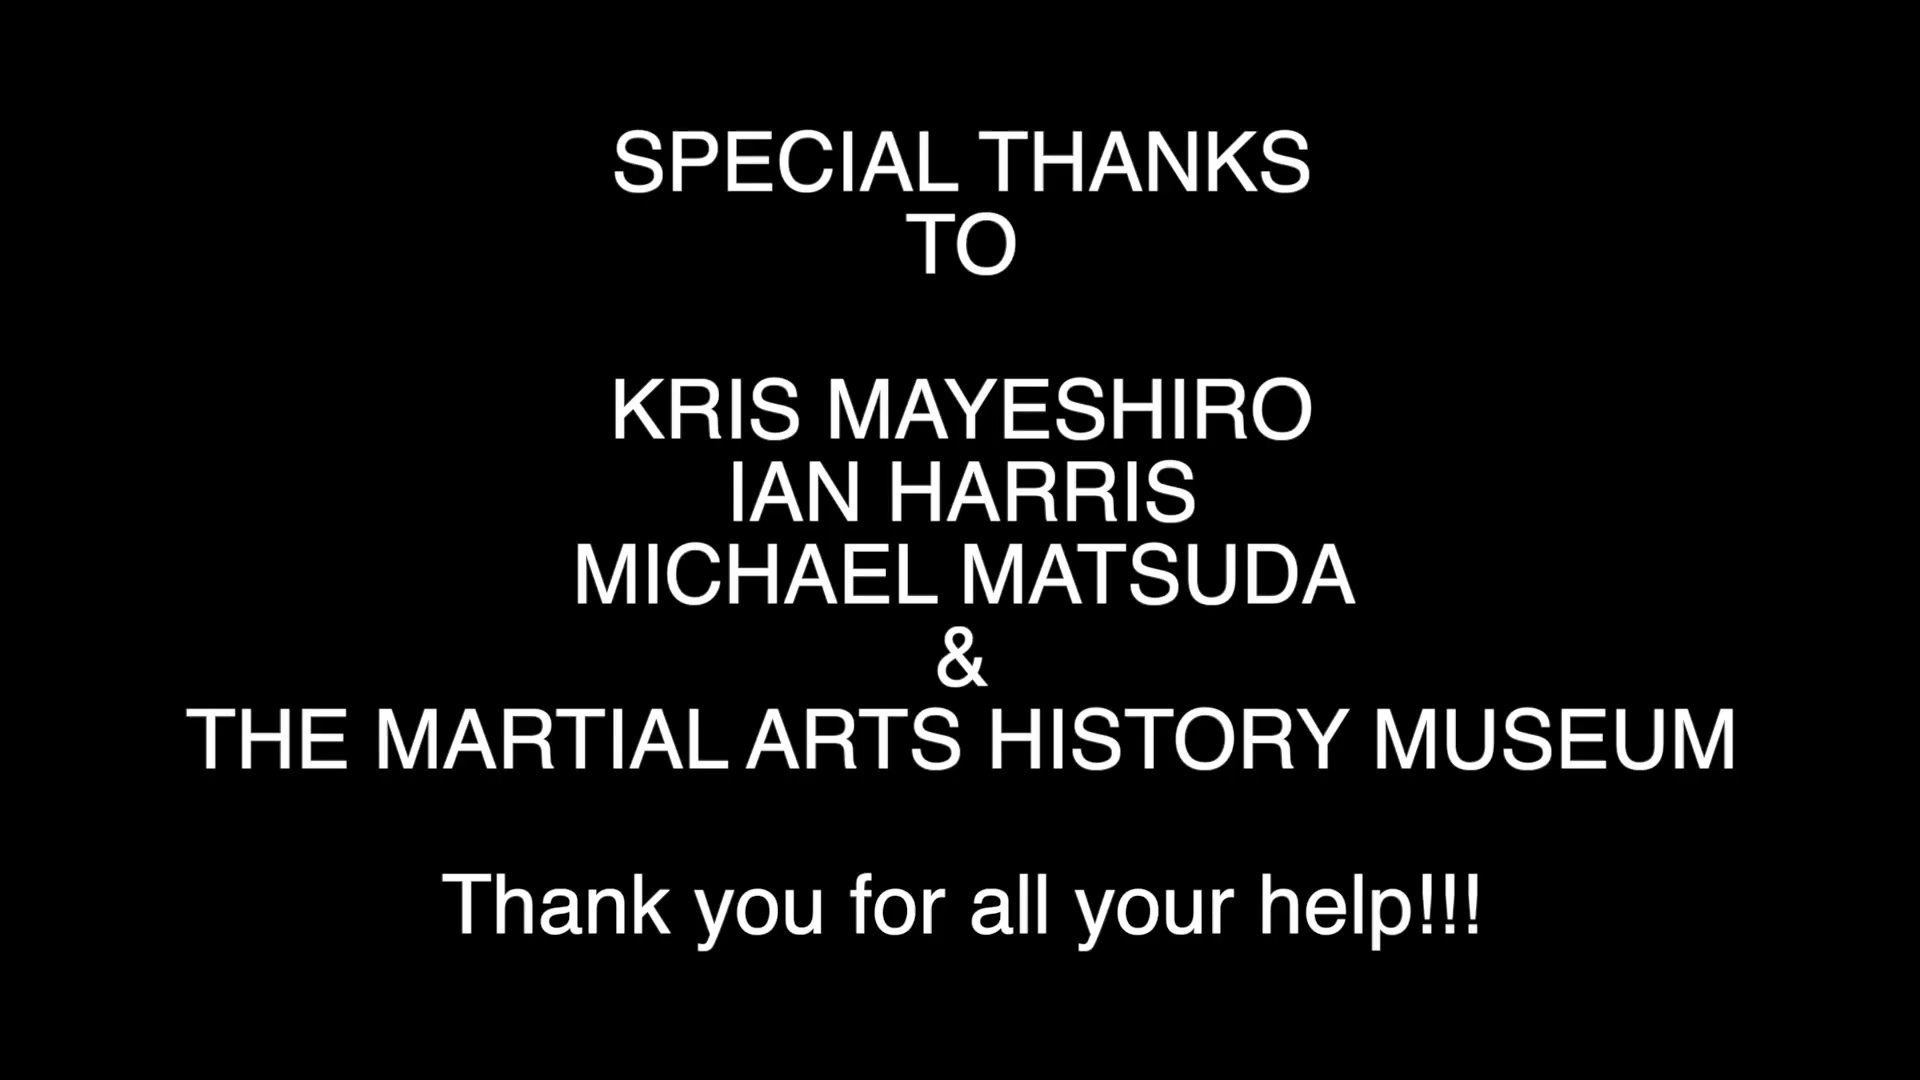 SPECIAL THANKS
TO
KRIS MAYESHIRO
IAN HARRIS
MICHAEL MATSUDA
&
THE MARTIAL ARTS HISTORY MUSEUM
Thank you for all your help!!!